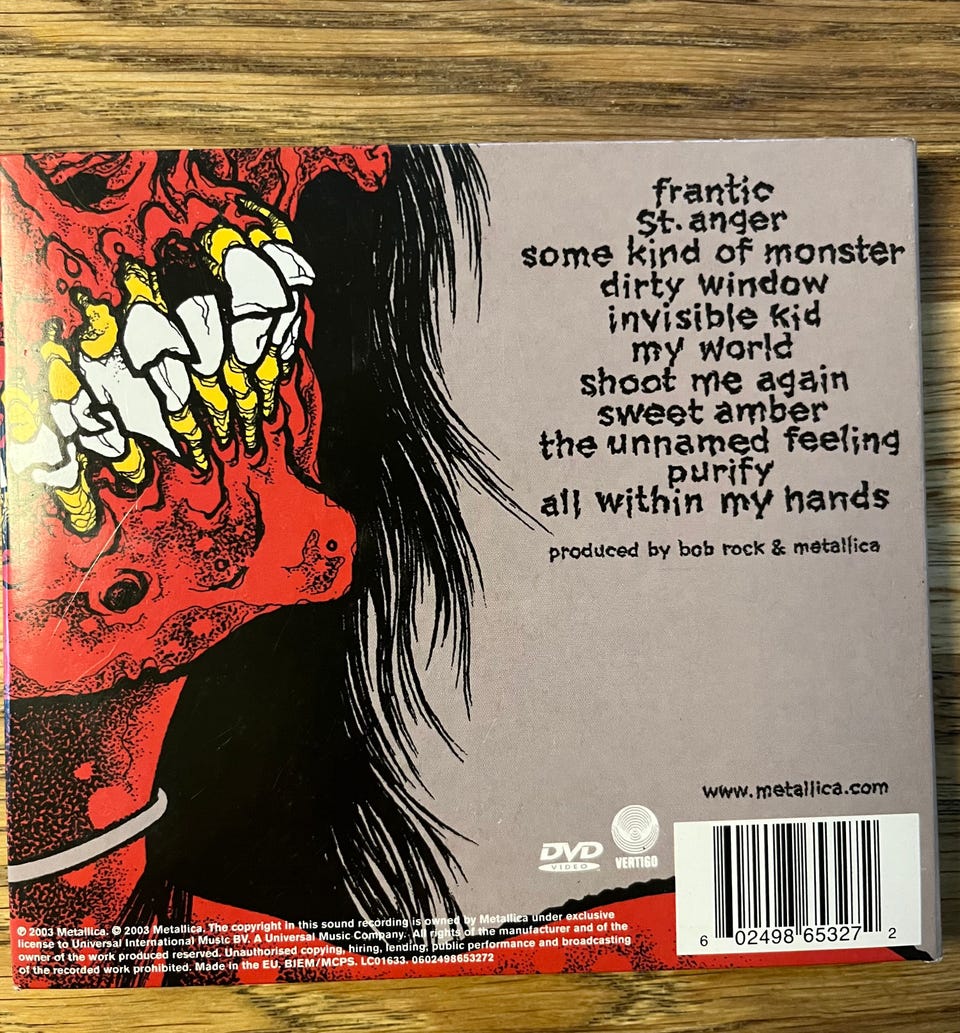 frantic
St. anger
some kind of monster
dirty window
invisible kid
my world
shoot me again
sweet amber
the unnamed feeling
purify
all within my hands
produced by bob rock & metallica
www.metallica.com
DVD
VIDEO
VERTIGO
6 02498 65327 2
℗ 2003 Metallica. © 2003 Metallica. The copyright in this sound recording is owned by Metallica under exclusive
license to Universal International Music BV. A Universal Music Company. All rights of the manufacturer and of the
owner of the work produced reserved. Unauthorised copying, hiring, lending, public performance and broadcasting
of the recorded work prohibited. Made in the EU. BIEM/MCPS. LC01633. 0602498653272